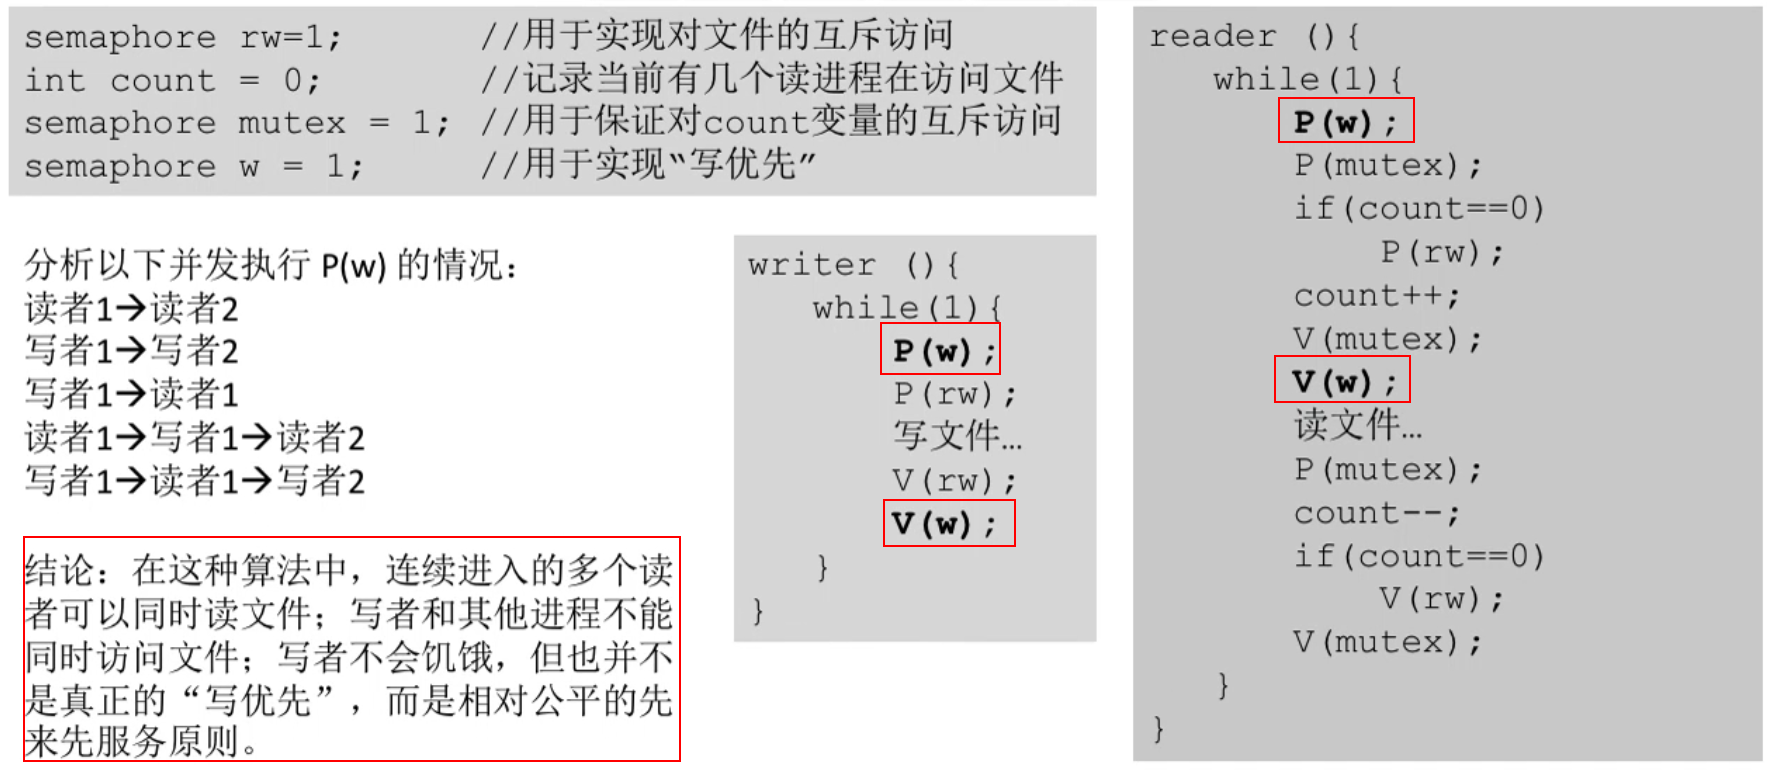 semaphore rw=1; //用于实现对文件的互斥访问
int count = 0; //记录当前有几个读进程在访问文件
semaphore mutex = 1; //用于保证对count变量的互斥访问
semaphore w = 1; //用于实现“写优先”
分析以下并发执行 P(w) 的情况：
读者1→读者2
写者1→写者2
写者1→读者1
读者1→写者1→读者2
写者1→读者1→写者2
结论：在这种算法中，连续进入的多个读
者可以同时读文件；写者和其他进程不能
同时访问文件；写者不会饥饿，但也并不
是真正的“写优先”，而是相对公平的先
来先服务原则。
writer (){
while(1){
P(w);
P(rw);
写文件…
V(rw);
V(w);
}
}
reader (){
while(1){
P(w);
P(mutex);
if(count==0)
P(rw);
count++;
V(mutex);
V(w);
读文件…
P(mutex);
count--;
if(count==0)
V(rw);
V(mutex);
}
}